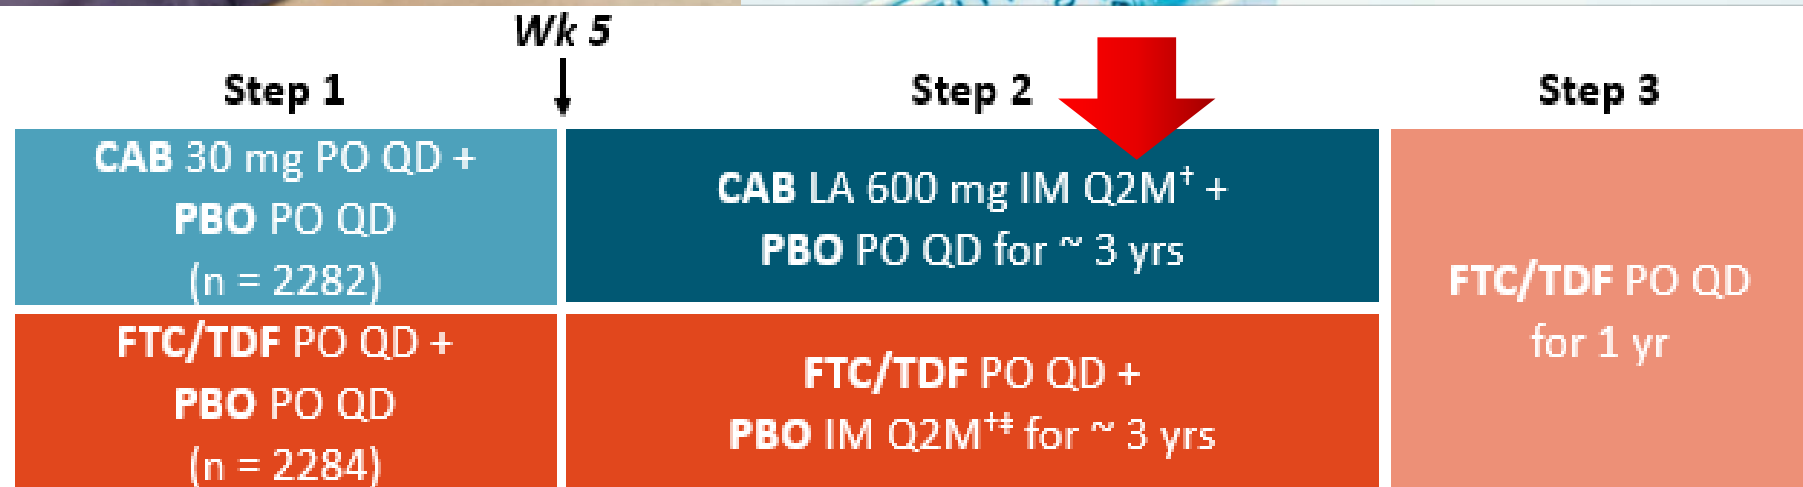 Wk 5
Step 1
Step 2
Step 3
CAB 30 mg PO QD +
PBO PO QD
(n = 2282)
CAB LA 600 mg IM Q2M† +
PBO PO QD for ~ 3 yrs
FTC/TDF PO QD
for 1 yr
FTC/TDF PO QD +
PBO PO QD
(n = 2284)
FTC/TDF PO QD +
PBO IM Q2M†‡ for ~ 3 yrs